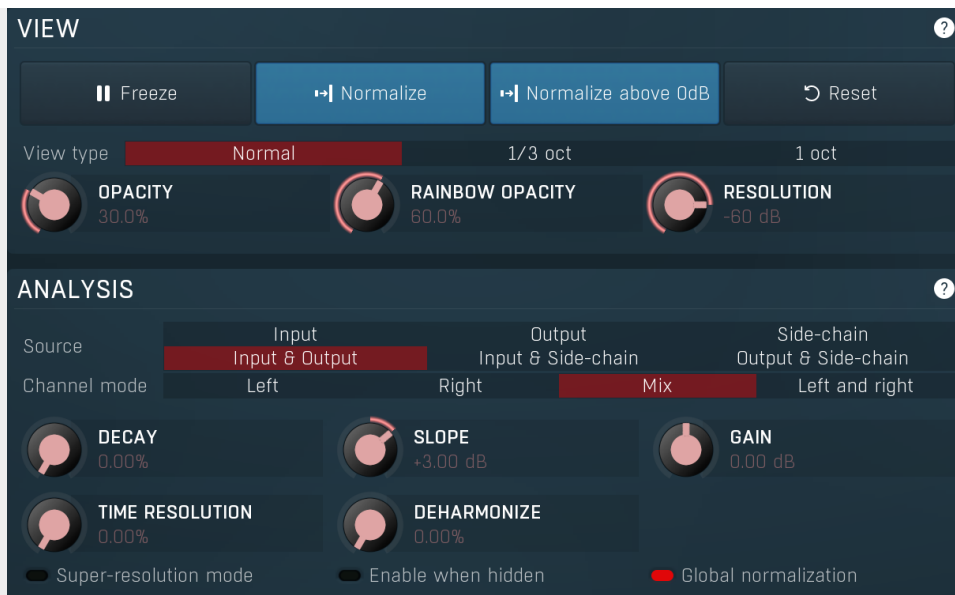 VIEW ?
Freeze Normalize Normalize above 0dB Reset
View type Normal 1/3 oct 1 oct
OPACITY RAINBOW OPACITY RESOLUTION
30.0% 60.0% -60 dB
ANALYSIS ?
Input Output Side-chain
Source
Input & Output Input & Side-chain Output & Side-chain
Channel mode Left Right Mix Left and right
DECAY SLOPE GAIN
0.00% +3.00 dB 0.00 dB
TIME RESOLUTION DEHARMONIZE
0.00% 0.00%
Super-resolution mode Enable when hidden Global normalization